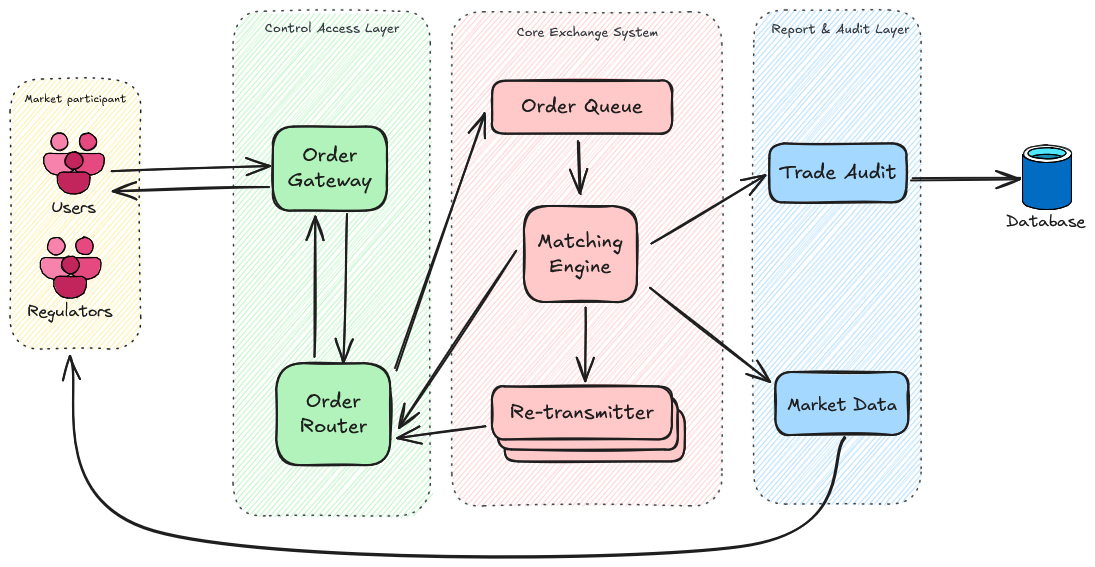 Control Access Layer
Core Exchange System
Report & Audit Layer
Market participant
Order Queue
Order
Gateway
Trade Audit
Users
Database
Matching
Engine
Regulators
Order
Router
Re-transmitter
Market Data